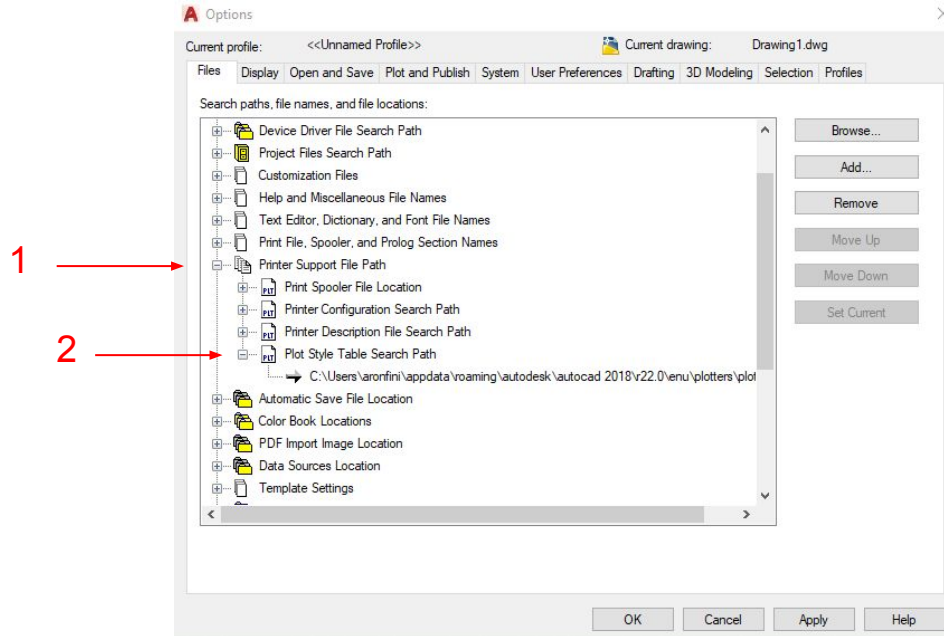 A Options
Current profile: <<Unnamed Profile>> Current drawing: Drawing1.dwg
Files Display Open and Save Plot and Publish System User Preferences Drafting 3D Modeling Selection Profiles
Search paths, file names, and file locations:
Device Driver File Search Path
Browse...
Project Files Search Path
Add...
Customization Files
Help and Miscellaneous File Names
Remove
Text Editor, Dictionary, and Font File Names
Print File, Spooler, and Prolog Section Names
Move Up
1
Printer Support File Path
PLT Print Spooler File Location
Move Down
PLT Printer Configuration Search Path
Set Current
PLT Printer Description File Search Path
2
PLT Plot Style Table Search Path
C:\Users\aronfini\appdata\roaming\autodesk\autocad 2018\r22.0\enu\plotters\plot
Automatic Save File Location
Color Book Locations
PDF Import Image Location
Data Sources Location
Template Settings
OK Cancel Apply Help